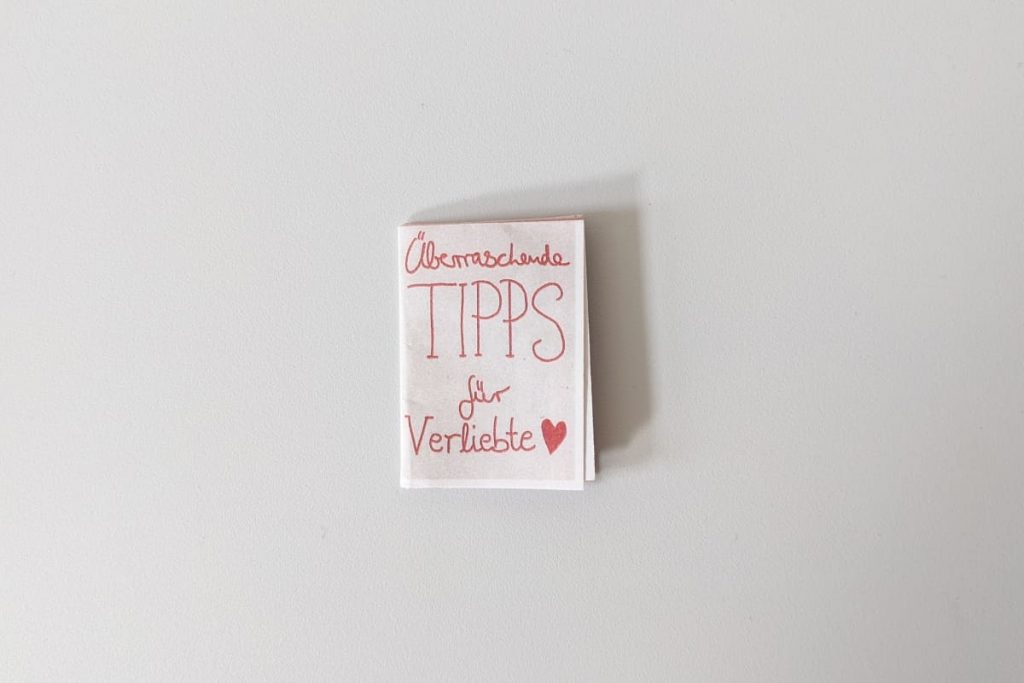 Überraschende
TIPPS
für
Verliebte